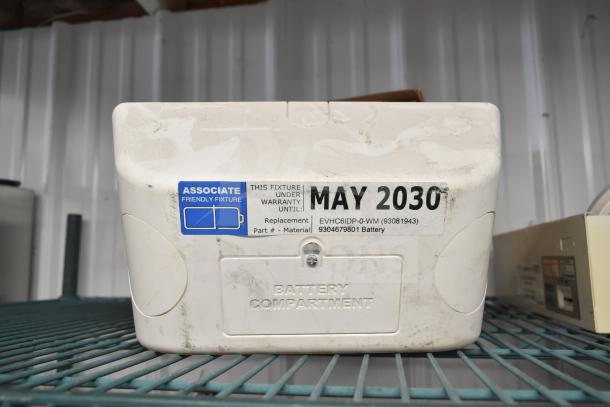 ASSOCIATE
FRIENDLY FIXTURE
THIS FIXTURE
UNDER
WARRANTY
UNTIL:
MAY 2030
Replacement EVHC6IDP-0-WM (93081943)
Part # - Material 9304679801 Battery
BATTERY
COMPARTMENT